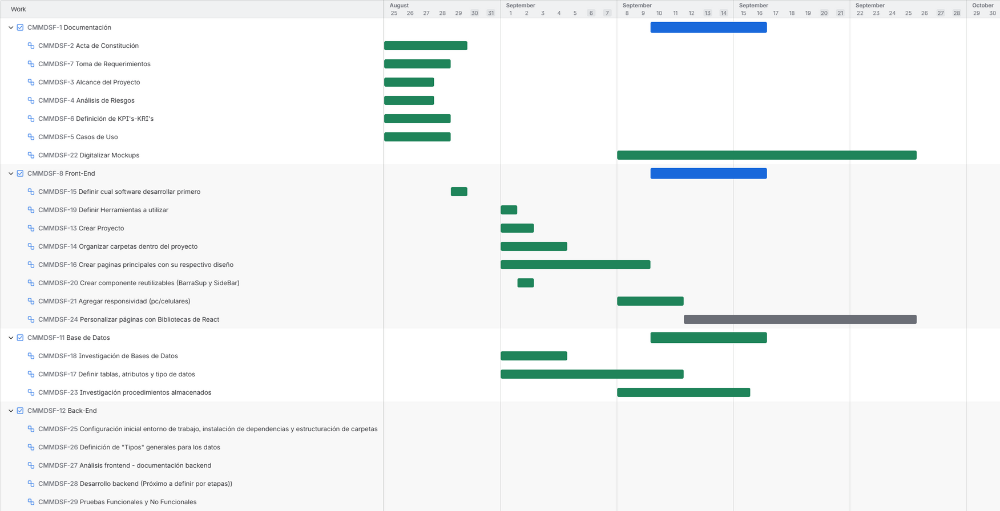 Work
August September September September September October
25 26 27 28 29 30 31 1 2 3 4 5 6 7 8 9 10 11 12 13 14 15 16 17 18 19 20 21 22 23 24 25 26 27 28 29 30
CMMDSF-1 Documentación
CMMDSF-2 Acta de Constitución
CMMDSF-7 Toma de Requerimientos
CMMDSF-3 Alcance del Proyecto
CMMDSF-4 Análisis de Riesgos
CMMDSF-6 Definición de KPI's-KRI's
CMMDSF-5 Casos de Uso
CMMDSF-22 Digitalizar Mockups
CMMDSF-8 Front-End
CMMDSF-15 Definir cual software desarrollar primero
CMMDSF-19 Definir Herramientas a utilizar
CMMDSF-13 Crear Proyecto
CMMDSF-14 Organizar carpetas dentro del proyecto
CMMDSF-16 Crear paginas principales con su respectivo diseño
CMMDSF-20 Crear componente reutilizables (BarraSup y SideBar)
CMMDSF-21 Agregar responsividad (pc/celulares)
CMMDSF-24 Personalizar páginas con Bibliotecas de React
CMMDSF-11 Base de Datos
CMMDSF-18 Investigación de Bases de Datos
CMMDSF-17 Definir tablas, atributos y tipo de datos
CMMDSF-23 Investigación procedimientos almacenados
CMMDSF-12 Back-End
CMMDSF-25 Configuración inicial entorno de trabajo, instalación de dependencias y estructuración de carpetas
CMMDSF-26 Definición de "Tipos" generales para los datos
CMMDSF-27 Análisis frontend - documentación backend
CMMDSF-28 Desarrollo backend (Próximo a definir por etapas))
CMMDSF-29 Pruebas Funcionales y No Funcionales